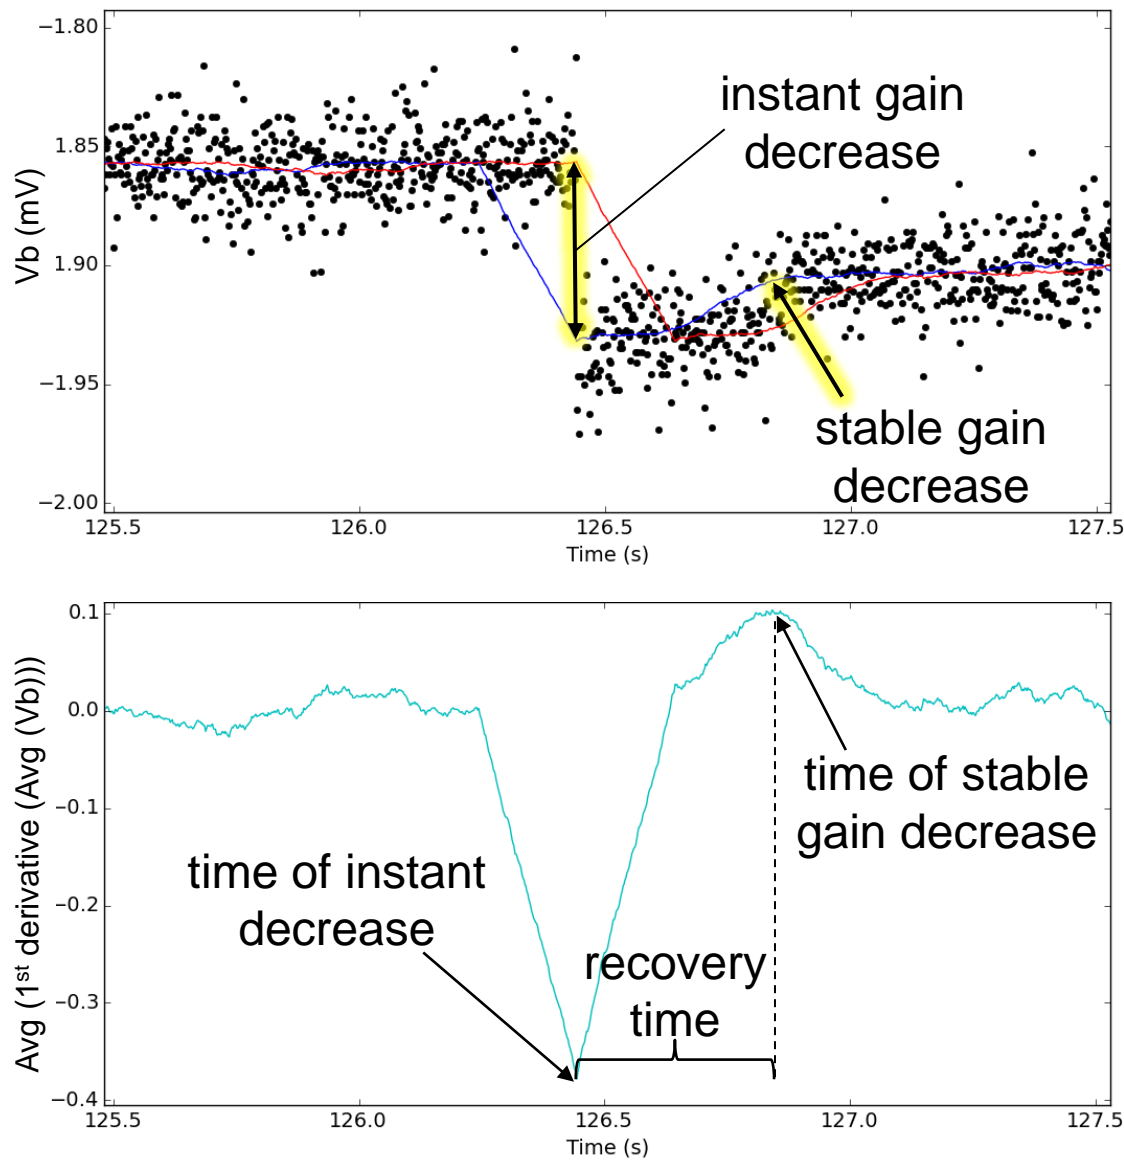 −1.80
1.85
−1.90
−1.95
−2.00
Vb (mV)
instant gain
decrease
stable gain
decrease
125.5
126.0
126.5
127.0
127.5
Time (s)
0.1
0.0
−0.1
−0.2
−0.3
−0.4
Avg (1st derivative (Avg (Vb)))
time of stable
gain decrease
time of instant
decrease
recovery
time
125.5
126.0
126.5
127.0
127.5
Time (s)